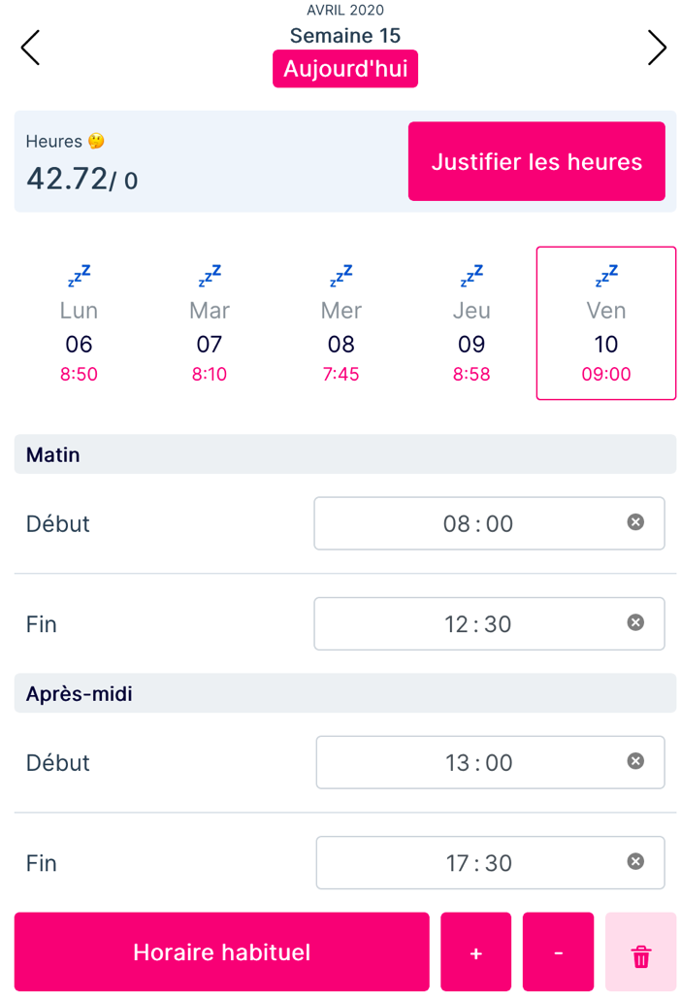 AVRIL 2020
Semaine 15
Aujourd'hui
Heures 🤔
42.72/ 0
Justifier les heures
zzZ zzZ zzZ zzZ zzZ
Lun Mar Mer Jeu Ven
06 07 08 09 10
8:50 8:10 7:45 8:58 09:00
Matin
Début 08:00
Fin 12:30
Après-midi
Début 13:00
Fin 17:30
Horaire habituel + -